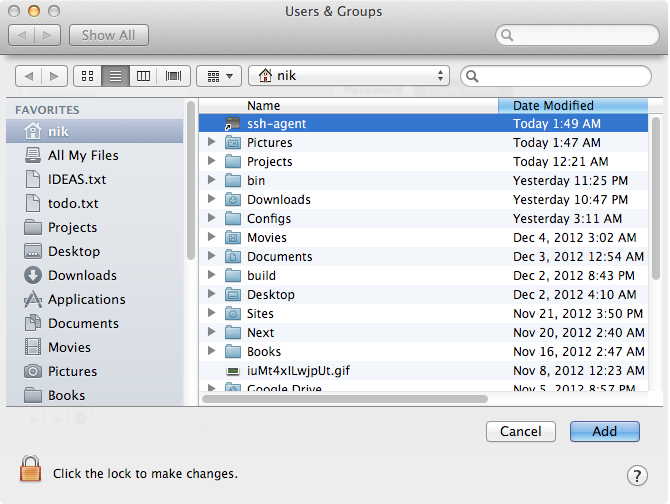 Users & Groups
Show All
nik
FAVORITES
nik
All My Files
IDEAS.txt
todo.txt
Projects
Desktop
Downloads
Applications
Documents
Movies
Pictures
Books
Name Date Modified
ssh-agent Today 1:49 AM
Pictures Today 1:47 AM
Projects Today 12:21 AM
bin Yesterday 11:25 PM
Downloads Yesterday 10:47 PM
Configs Yesterday 3:11 AM
Movies Dec 4, 2012 3:02 AM
Documents Dec 3, 2012 12:54 AM
build Dec 2, 2012 8:43 PM
Desktop Dec 2, 2012 4:10 AM
Sites Nov 21, 2012 3:50 PM
Next Nov 20, 2012 2:40 AM
Books Nov 16, 2012 2:47 AM
iuMt4xILwjpUt.gif Nov 8, 2012 12:23 AM
Google Drive Nov 5, 2012 8:57 PM
Cancel Add
Click the lock to make changes. ?